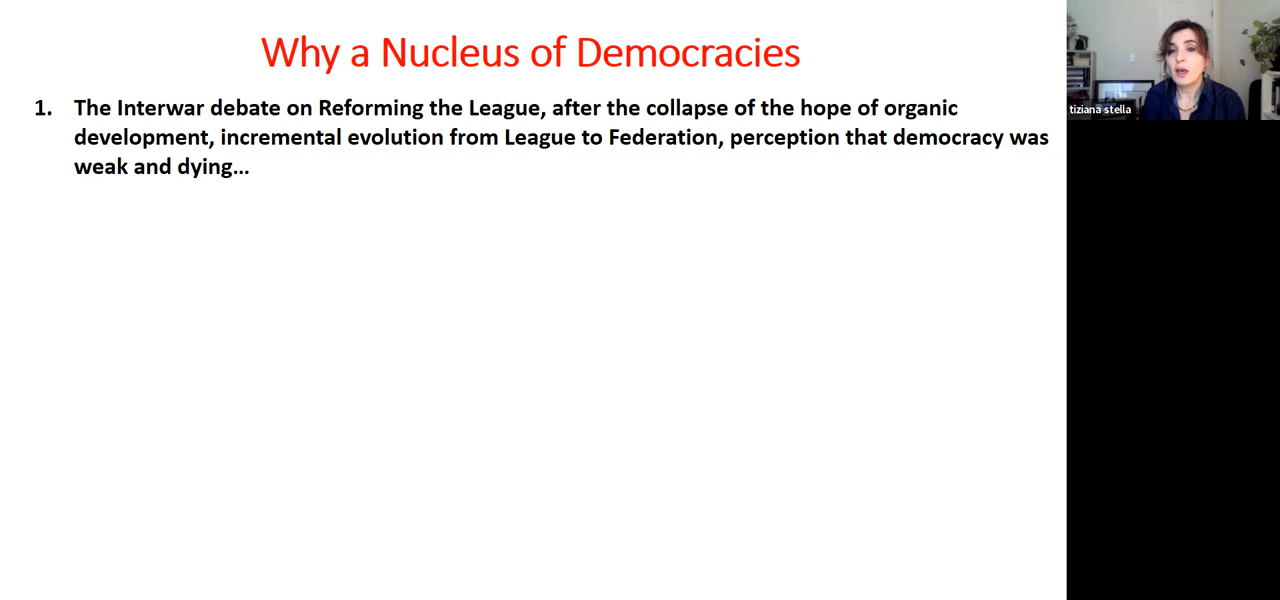 Why a Nucleus of Democracies
1. The Interwar debate on Reforming the League, after the collapse of the hope of organic
development, incremental evolution from League to Federation, perception that democracy was
weak and dying...
tiziana stella